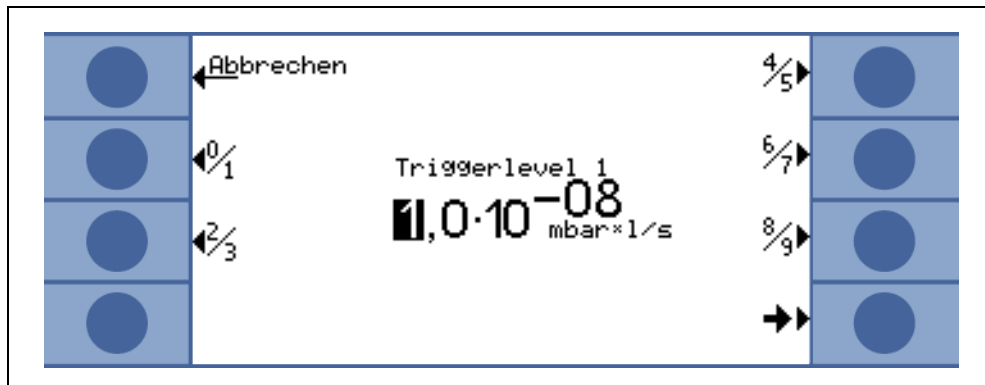 Abbrechen
4/5
0/1
Triggerlevel 1
6/7
1,0·10⁻⁰⁸
mbar×l/s
2/3
8/9